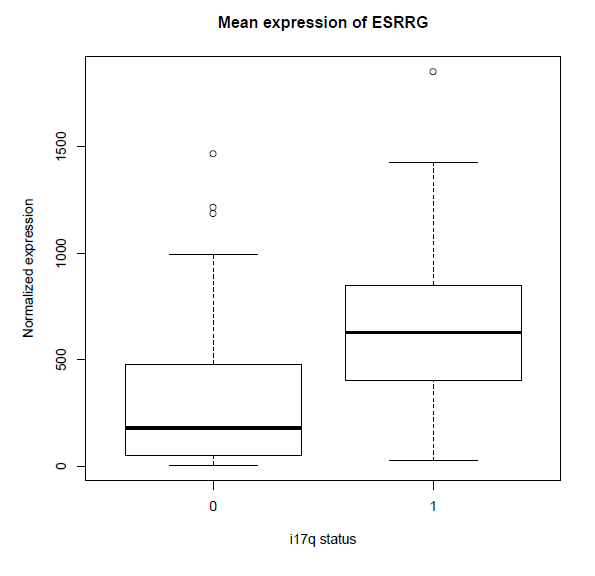 Mean expression of ESRRG
Normalized expression
1500
1000
500
0
0 1
i17q status